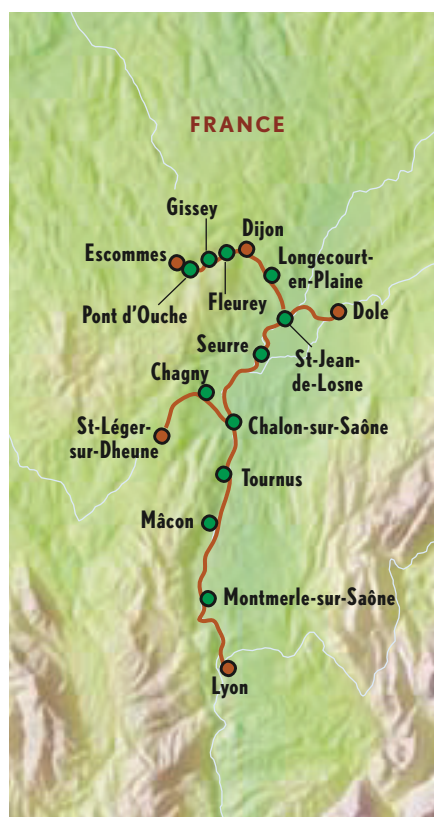 FRANCE
Gissey
Dijon
Escommes
Longecourt-
en-Plaine
Pont d'Ouche
Fleurey
Dole
Seurre
St-Jean-
de-Losne
Chagny
St-Léger-
sur-Dheune
Chalon-sur-Saône
Tournus
Mâcon
Montmerle-sur-Saône
Lyon